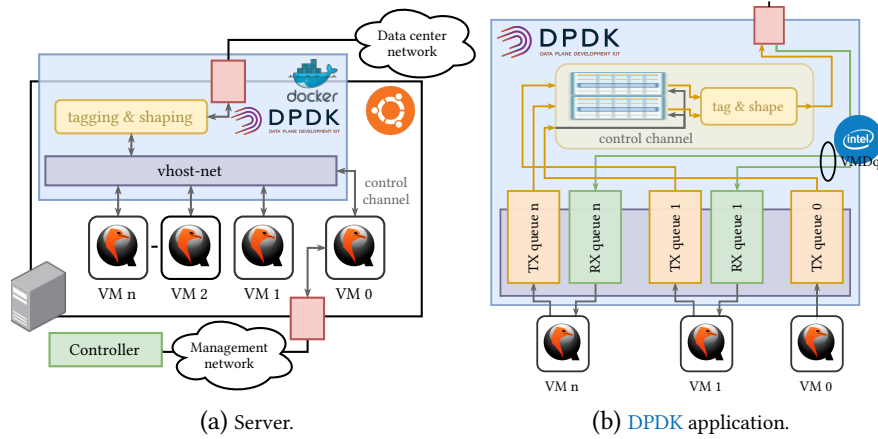 Data center
network
docker
tagging & shaping
DPDK
DATA PLANE DEVELOPMENT KIT
vhost-net
control
channel
VM n
VM 2
VM 1
VM 0
Controller
Management
network
(a) Server.
DPDK
DATA PLANE DEVELOPMENT KIT
tag & shape
control channel
intel
VMDq
TX queue n
RX queue n
TX queue 1
RX queue 1
TX queue 0
VM n
VM 1
VM 0
(b) DPDK application.